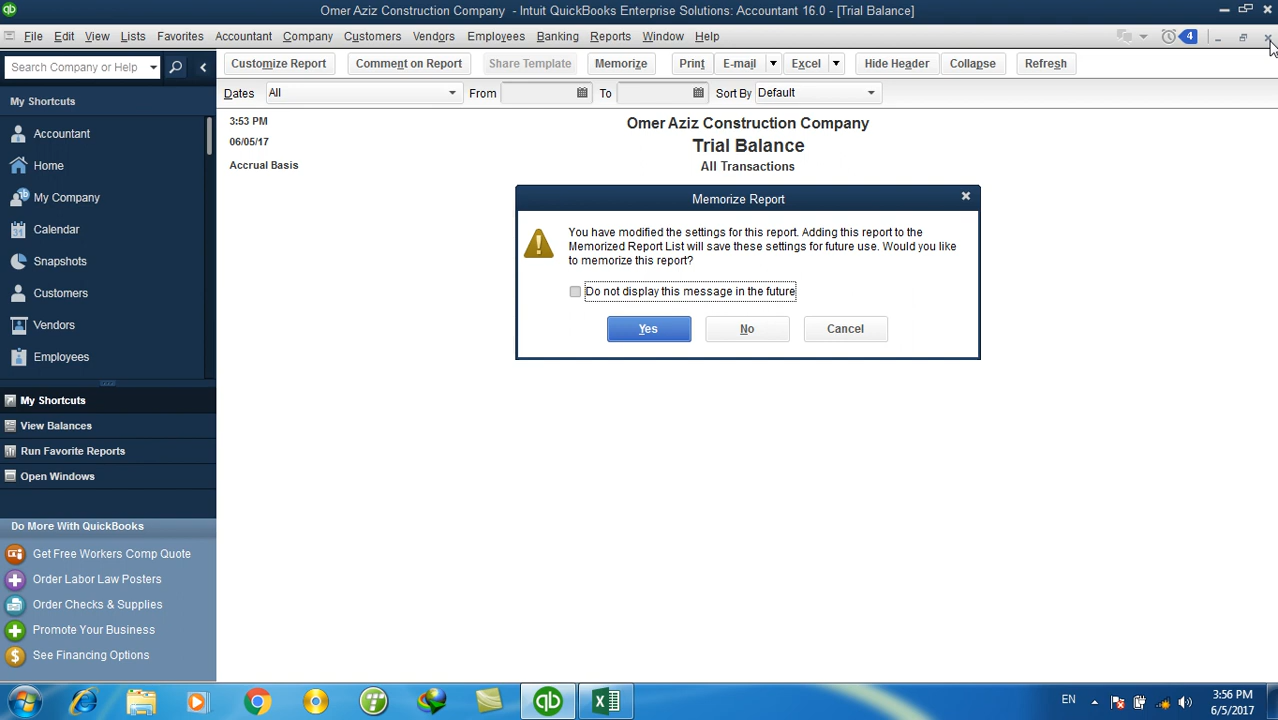 Omer Aziz Construction Company - Intuit QuickBooks Enterprise Solutions: Accountant 16.0 - [Trial Balance]
File Edit View Lists Favorites Accountant Company Customers Vendors Employees Banking Reports Window Help
4
Search Company or Help
Customize Report Comment on Report Share Template Memorize Print E-mail Excel Hide Header Collapse Refresh
My Shortcuts
Dates All From To Sort By Default
3:53 PM
06/05/17
Accrual Basis
Omer Aziz Construction Company
Trial Balance
All Transactions
Accountant
Home
My Company
Calendar
Snapshots
Customers
Vendors
Employees
My Shortcuts
View Balances
Run Favorite Reports
Open Windows
Do More With QuickBooks
Get Free Workers Comp Quote
Order Labor Law Posters
Order Checks & Supplies
Promote Your Business
See Financing Options
Memorize Report
You have modified the settings for this report. Adding this report to the
Memorized Report List will save these settings for future use. Would you like
to memorize this report?
Do not display this message in the future
Yes No Cancel
EN
3:56 PM
6/5/2017